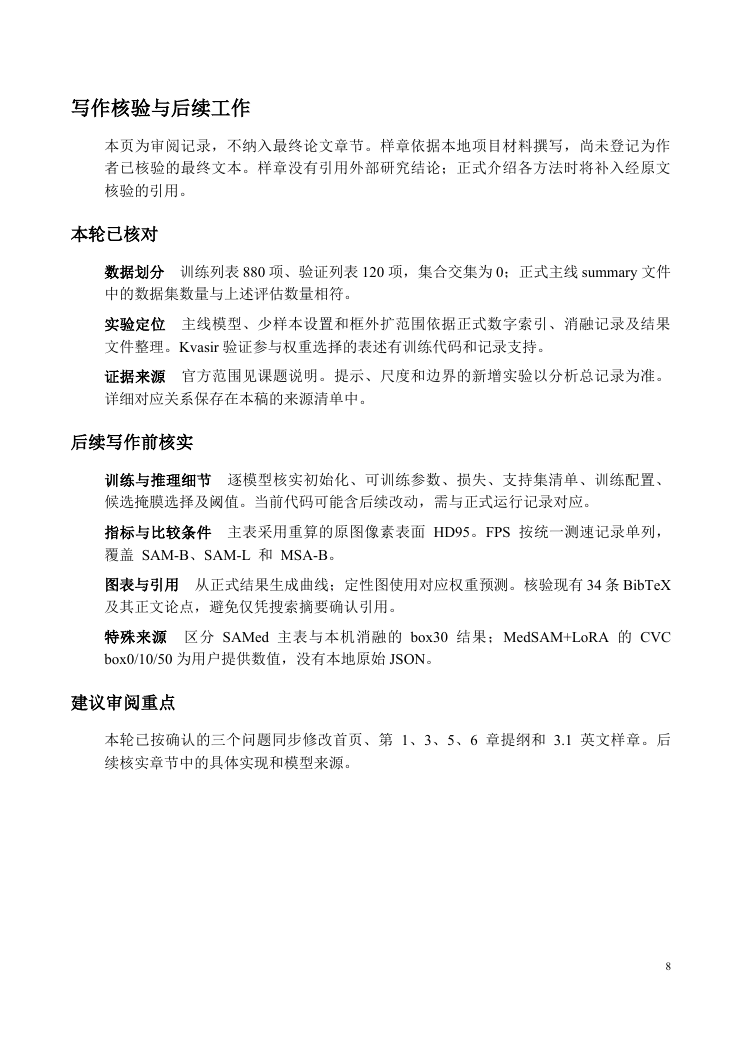 写作核验与后续工作
本页为审阅记录，不纳入最终论文章节。样章依据本地项目材料撰写，尚未登记为作
者已核验的最终文本。样章没有引用外部研究结论；正式介绍各方法时将补入经原文
核验的引用。
本轮已核对
数据划分 训练列表 880 项、验证列表 120 项，集合交集为 0；正式主线 summary 文件
中的数据集数量与上述评估数量相符。
实验定位 主线模型、少样本设置和框外扩范围依据正式数字索引、消融记录及结果
文件整理。Kvasir 验证参与权重选择的表述有训练代码和记录支持。
证据来源 官方范围见课题说明。提示、尺度和边界的新增实验以分析总记录为准。
详细对应关系保存在本稿的来源清单中。
后续写作前核实
训练与推理细节 逐模型核实初始化、可训练参数、损失、支持集清单、训练配置、
候选掩膜选择及阈值。当前代码可能含后续改动，需与正式运行记录对应。
指标与比较条件 主表采用重算的原图像素表面 HD95。FPS 按统一测速记录单列，
覆盖 SAM-B、SAM-L 和 MSA-B。
图表与引用 从正式结果生成曲线；定性图使用对应权重预测。核验现有 34 条 BibTeX
及其正文论点，避免仅凭搜索摘要确认引用。
特殊来源 区分 SAMed 主表与本机消融的 box30 结果；MedSAM+LoRA 的 CVC
box0/10/50 为用户提供数值，没有本地原始 JSON。
建议审阅重点
本轮已按确认的三个问题同步修改首页、第 1、3、5、6 章提纲和 3.1 英文样章。后
续核实章节中的具体实现和模型来源。
8